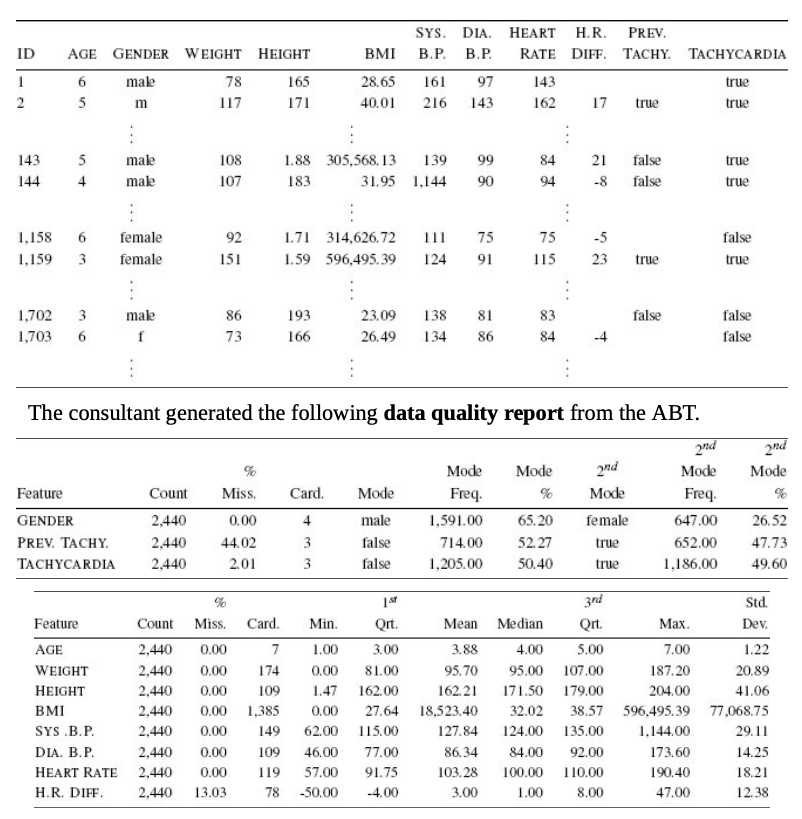 SYS. DIA. HEART H.R. PREV.
ID AGE GENDER WEIGHT HEIGHT BMI B.P. B.P. RATE DIFF. TACHY. TACHYCARDIA
1 6 male 78 165 28.65 161 97 143 true
2 5 m 117 171 40.01 216 143 162 17 true true
⋮ ⋮ ⋮
143 5 male 108 1.88 305,568.13 139 99 84 21 false true
144 4 male 107 183 31.95 1,144 90 94 -8 false true
⋮ ⋮ ⋮
1,158 6 female 92 1.71 314,626.72 111 75 75 -5 false
1,159 3 female 151 1.59 596,495.39 124 91 115 23 true true
⋮ ⋮ ⋮
1,702 3 male 86 193 23.09 138 81 83 false false
1,703 6 f 73 166 26.49 134 86 84 -4 false
⋮ ⋮ ⋮
The consultant generated the following data quality report from the ABT.
2nd 2nd
% Mode Mode 2nd Mode Mode
Feature Count Miss. Card. Mode Freq. % Mode Freq. %
GENDER 2,440 0.00 4 male 1,591.00 65.20 female 647.00 26.52
PREV. TACHY. 2,440 44.02 3 false 714.00 52.27 true 652.00 47.73
TACHYCARDIA 2,440 2.01 3 false 1,205.00 50.40 true 1,186.00 49.60
% 1st 3rd Std.
Feature Count Miss. Card. Min. Qrt. Mean Median Qrt. Max. Dev.
AGE 2,440 0.00 7 1.00 3.00 3.88 4.00 5.00 7.00 1.22
WEIGHT 2,440 0.00 174 0.00 81.00 95.70 95.00 107.00 187.20 20.89
HEIGHT 2,440 0.00 109 1.47 162.00 162.21 171.50 179.00 204.00 41.06
BMI 2,440 0.00 1,385 0.00 27.64 18,523.40 32.02 38.57 596,495.39 77,068.75
SYS .B.P. 2,440 0.00 149 62.00 115.00 127.84 124.00 135.00 1,144.00 29.11
DIA. B.P. 2,440 0.00 109 46.00 77.00 86.34 84.00 92.00 173.60 14.25
HEART RATE 2,440 0.00 119 57.00 91.75 103.28 100.00 110.00 190.40 18.21
H.R. DIFF. 2,440 13.03 78 -50.00 -4.00 3.00 1.00 8.00 47.00 12.38